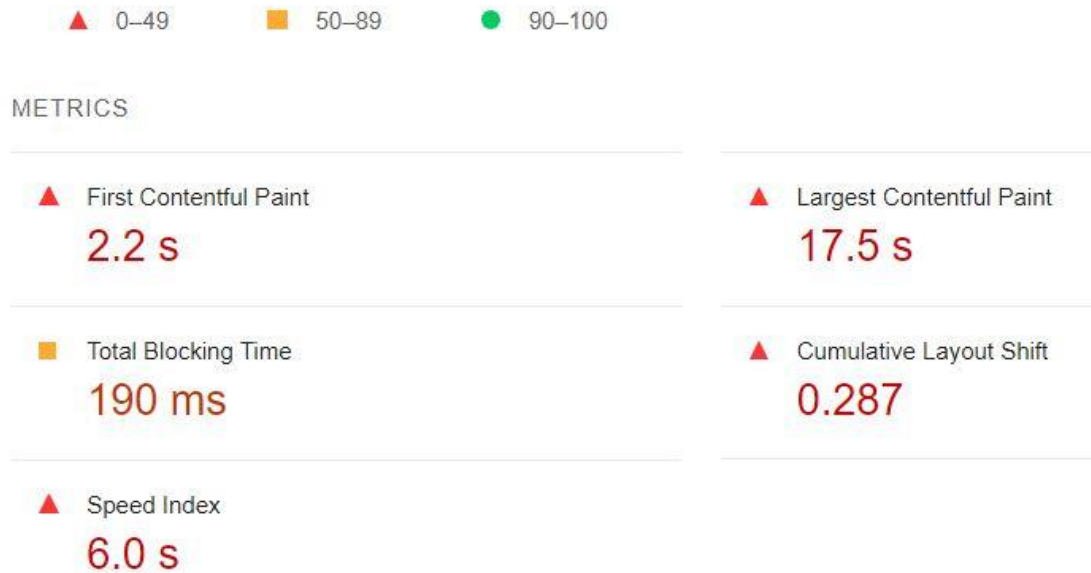 0–49 50–89 90–100
METRICS
First Contentful Paint
2.2 s
Largest Contentful Paint
17.5 s
Total Blocking Time
190 ms
Cumulative Layout Shift
0.287
Speed Index
6.0 s